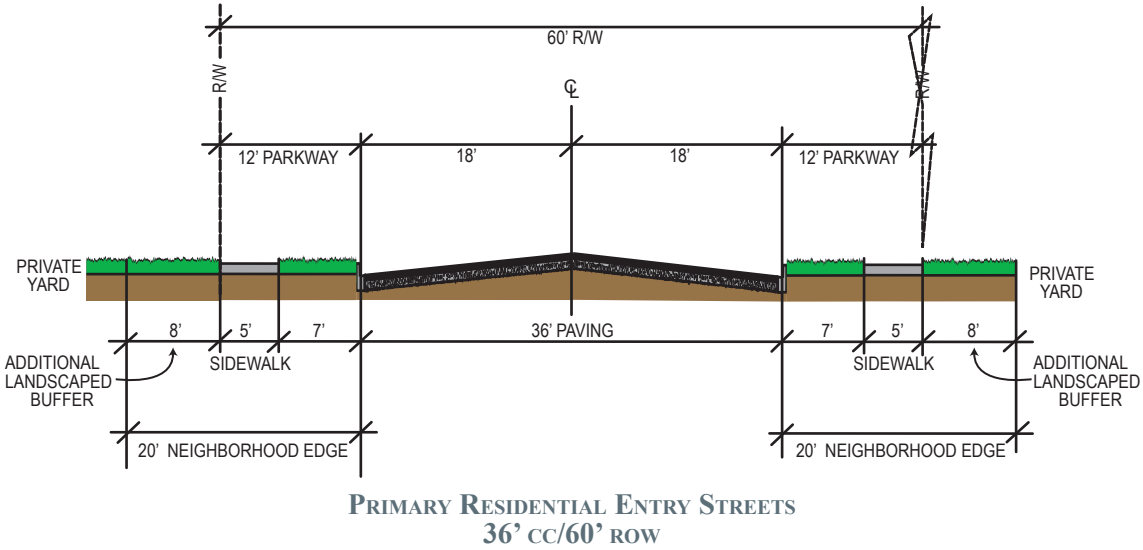 60' R/W
R/W
R/W
℄
12' PARKWAY
18'
18'
12' PARKWAY
PRIVATE
YARD
PRIVATE
YARD
8'
5'
7'
36' PAVING
7'
5'
8'
SIDEWALK
SIDEWALK
ADDITIONAL
LANDSCAPED
BUFFER
ADDITIONAL
LANDSCAPED
BUFFER
20' NEIGHBORHOOD EDGE
20' NEIGHBORHOOD EDGE
PRIMARY RESIDENTIAL ENTRY STREETS
36' CC/60' ROW